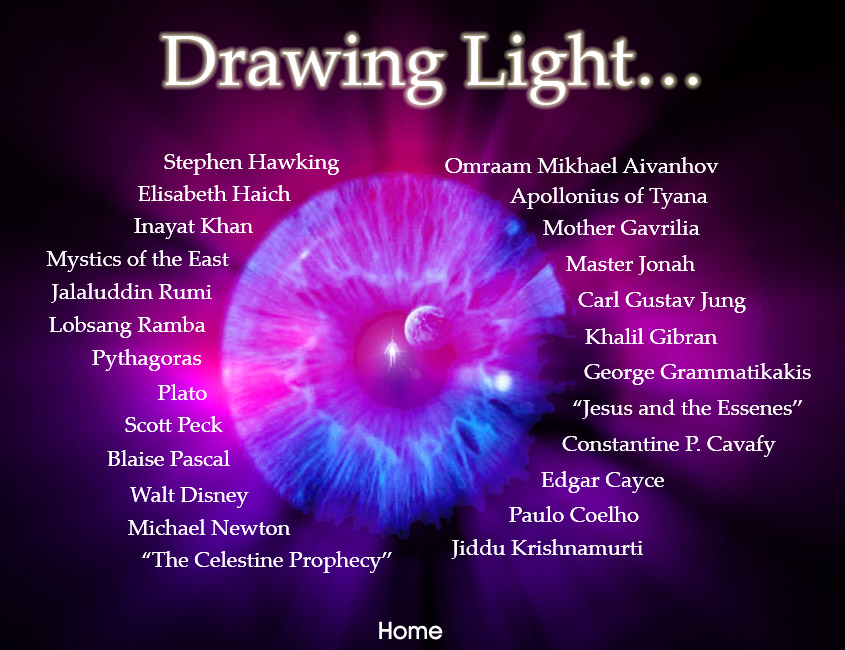 Drawing Light...
Stephen Hawking
Elisabeth Haich
Inayat Khan
Mystics of the East
Jalaluddin Rumi
Lobsang Ramba
Pythagoras
Plato
Scott Peck
Blaise Pascal
Walt Disney
Michael Newton
“The Celestine Prophecy”
Omraam Mikhael Aivanhov
Apollonius of Tyana
Mother Gavrilia
Master Jonah
Carl Gustav Jung
Khalil Gibran
George Grammatikakis
“Jesus and the Essenes”
Constantine P. Cavafy
Edgar Cayce
Paulo Coelho
Jiddu Krishnamurti
Home